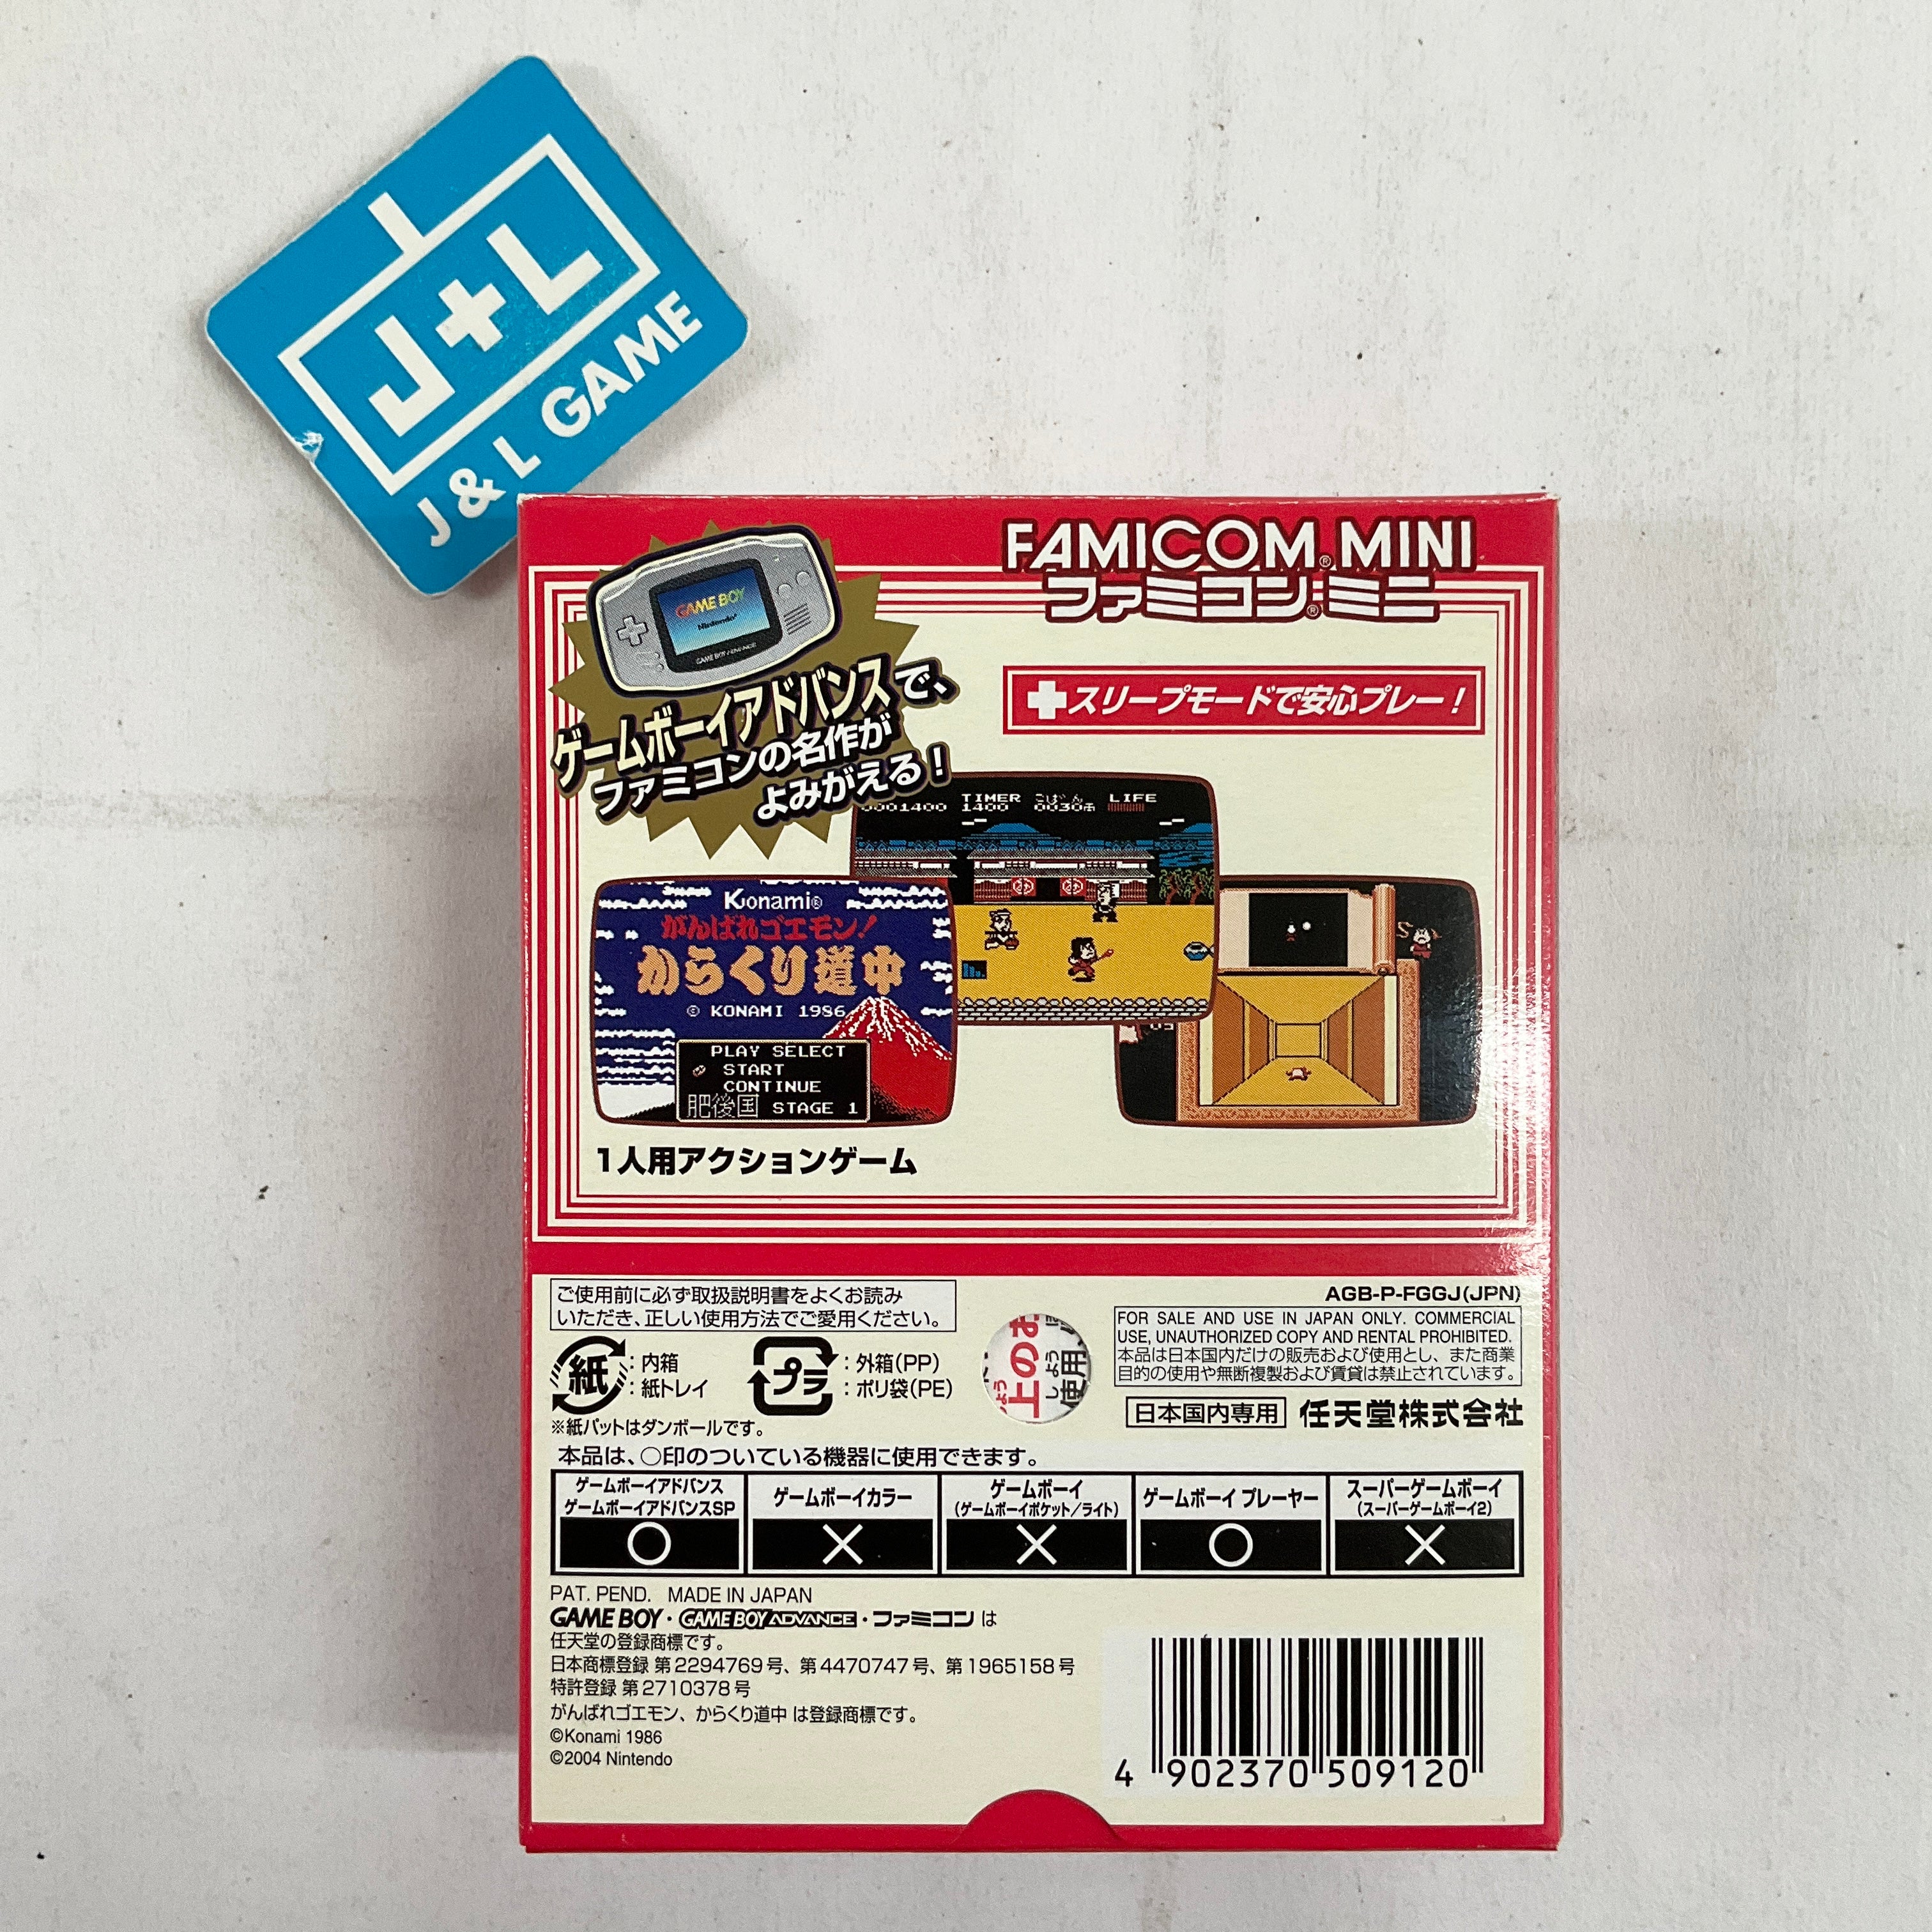 J+L
J & L GAME
FAMICOM® MINI
ファミコン®ミニ
GAME BOY
Nintendo®
GAME BOY ADVANCE
ゲームボーイアドバンスで、
ファミコンの名作が
よみがえる!
スリープモードで安心プレー!
TIMER こばん LIFE
0001400 1400 0030両
Konami®
がんばれゴエモン!
からくり道中
© KONAMI 1986
PLAY SELECT
START
CONTINUE
肥後国 STAGE 1
1人用アクションゲーム
ご使用前に必ず取扱説明書をよくお読み
いただき、正しい使用方法でご愛用ください。
紙
:内箱
:紙トレイ
プラ
:外箱(PP)
:ポリ袋(PE)
※紙パットはダンボールです。
上のお
使用
しよう
AGB-P-FGGJ(JPN)
FOR SALE AND USE IN JAPAN ONLY. COMMERCIAL
USE, UNAUTHORIZED COPY AND RENTAL PROHIBITED.
本品は日本国内だけの販売および使用とし、また商業
目的の使用や無断複製および賃貸は禁止されています。
日本国内専用 任天堂株式会社
本品は、○印のついている機器に使用できます。
ゲームボーイアドバンス
ゲームボーイアドバンスSP
○
ゲームボーイカラー
×
ゲームボーイ
(ゲームボーイポケット/ライト)
×
ゲームボーイ プレーヤー
○
スーパーゲームボーイ
(スーパーゲームボーイ2)
×
PAT. PEND. MADE IN JAPAN
GAME BOY・GAME BOY ADVANCE・ファミコン は
任天堂の登録商標です。
日本商標登録 第2294769号、第4470747号、第1965158号
特許登録 第2710378号
がんばれゴエモン、からくり道中 は登録商標です。
©Konami 1986
©2004 Nintendo
4 902370 509120